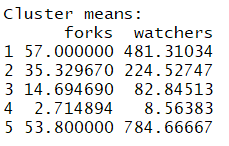 Cluster means:
forks watchers
1 57.000000 481.31034
2 35.329670 224.52747
3 14.694690 82.84513
4 2.714894 8.56383
5 53.800000 784.66667